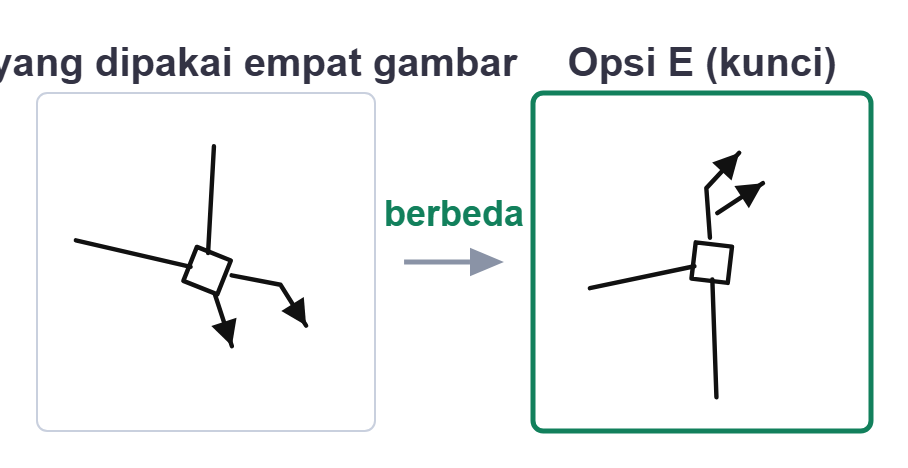 yang dipakai empat gambar
Opsi E (kunci)
berbeda